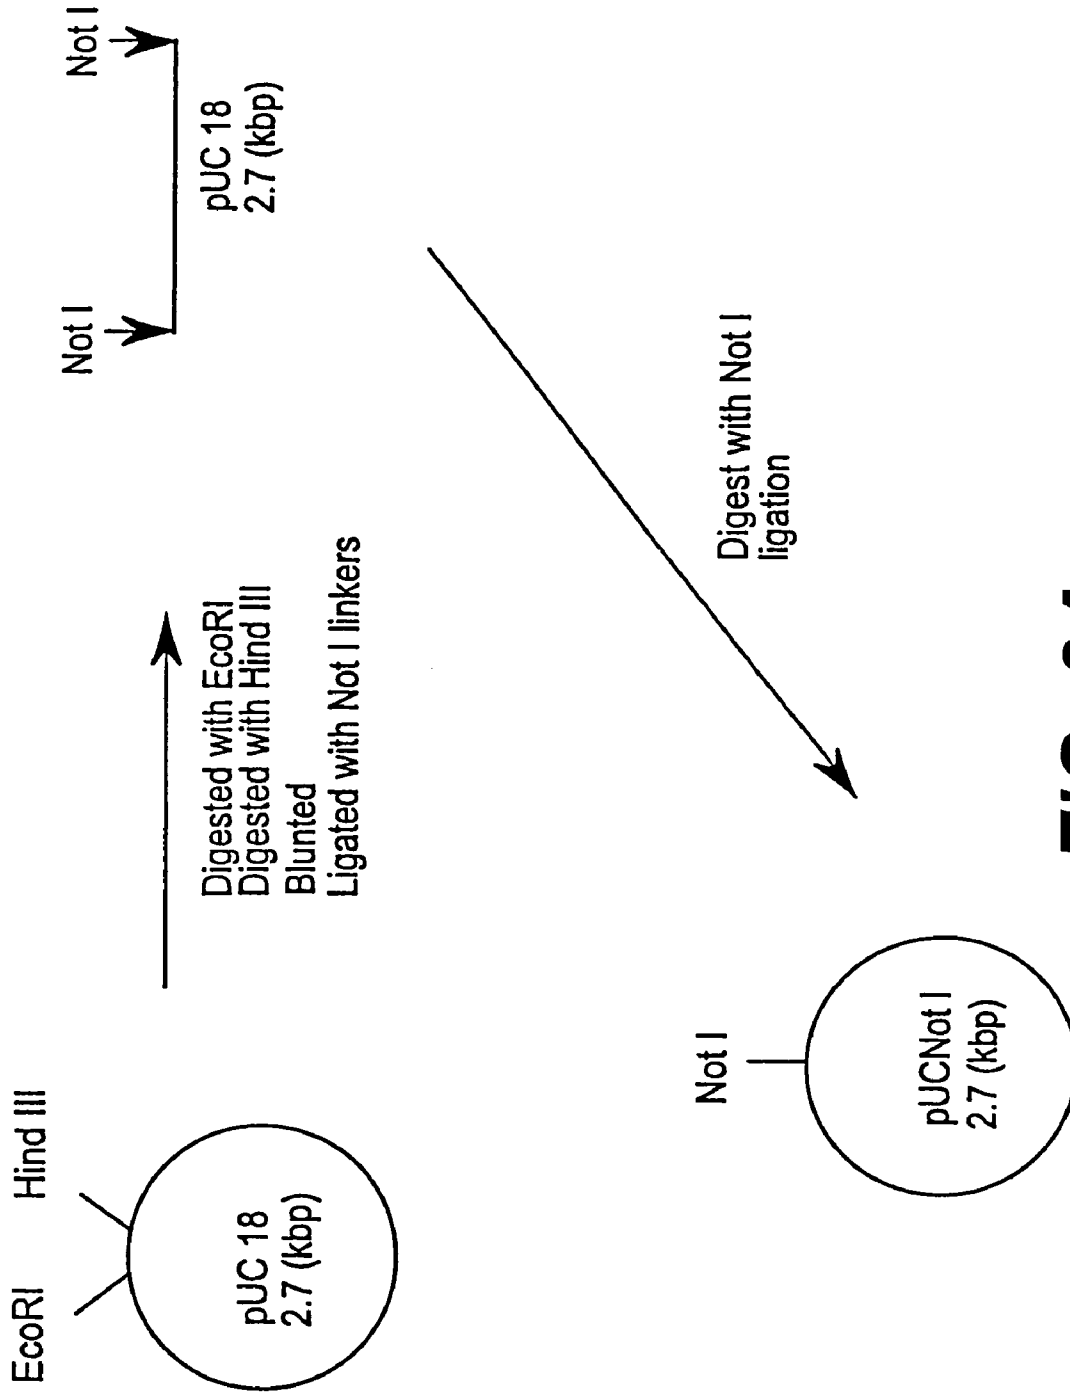 EcoRI
Hind III
pUC 18
2.7 (kbp)
Digested with EcoRI
Digested with Hind III
Blunted
Ligated with Not I linkers
Not I
Not I
pUC 18
2.7 (kbp)
Digest with Not I
ligation
Not I
pUCNot I
2.7 (kbp)